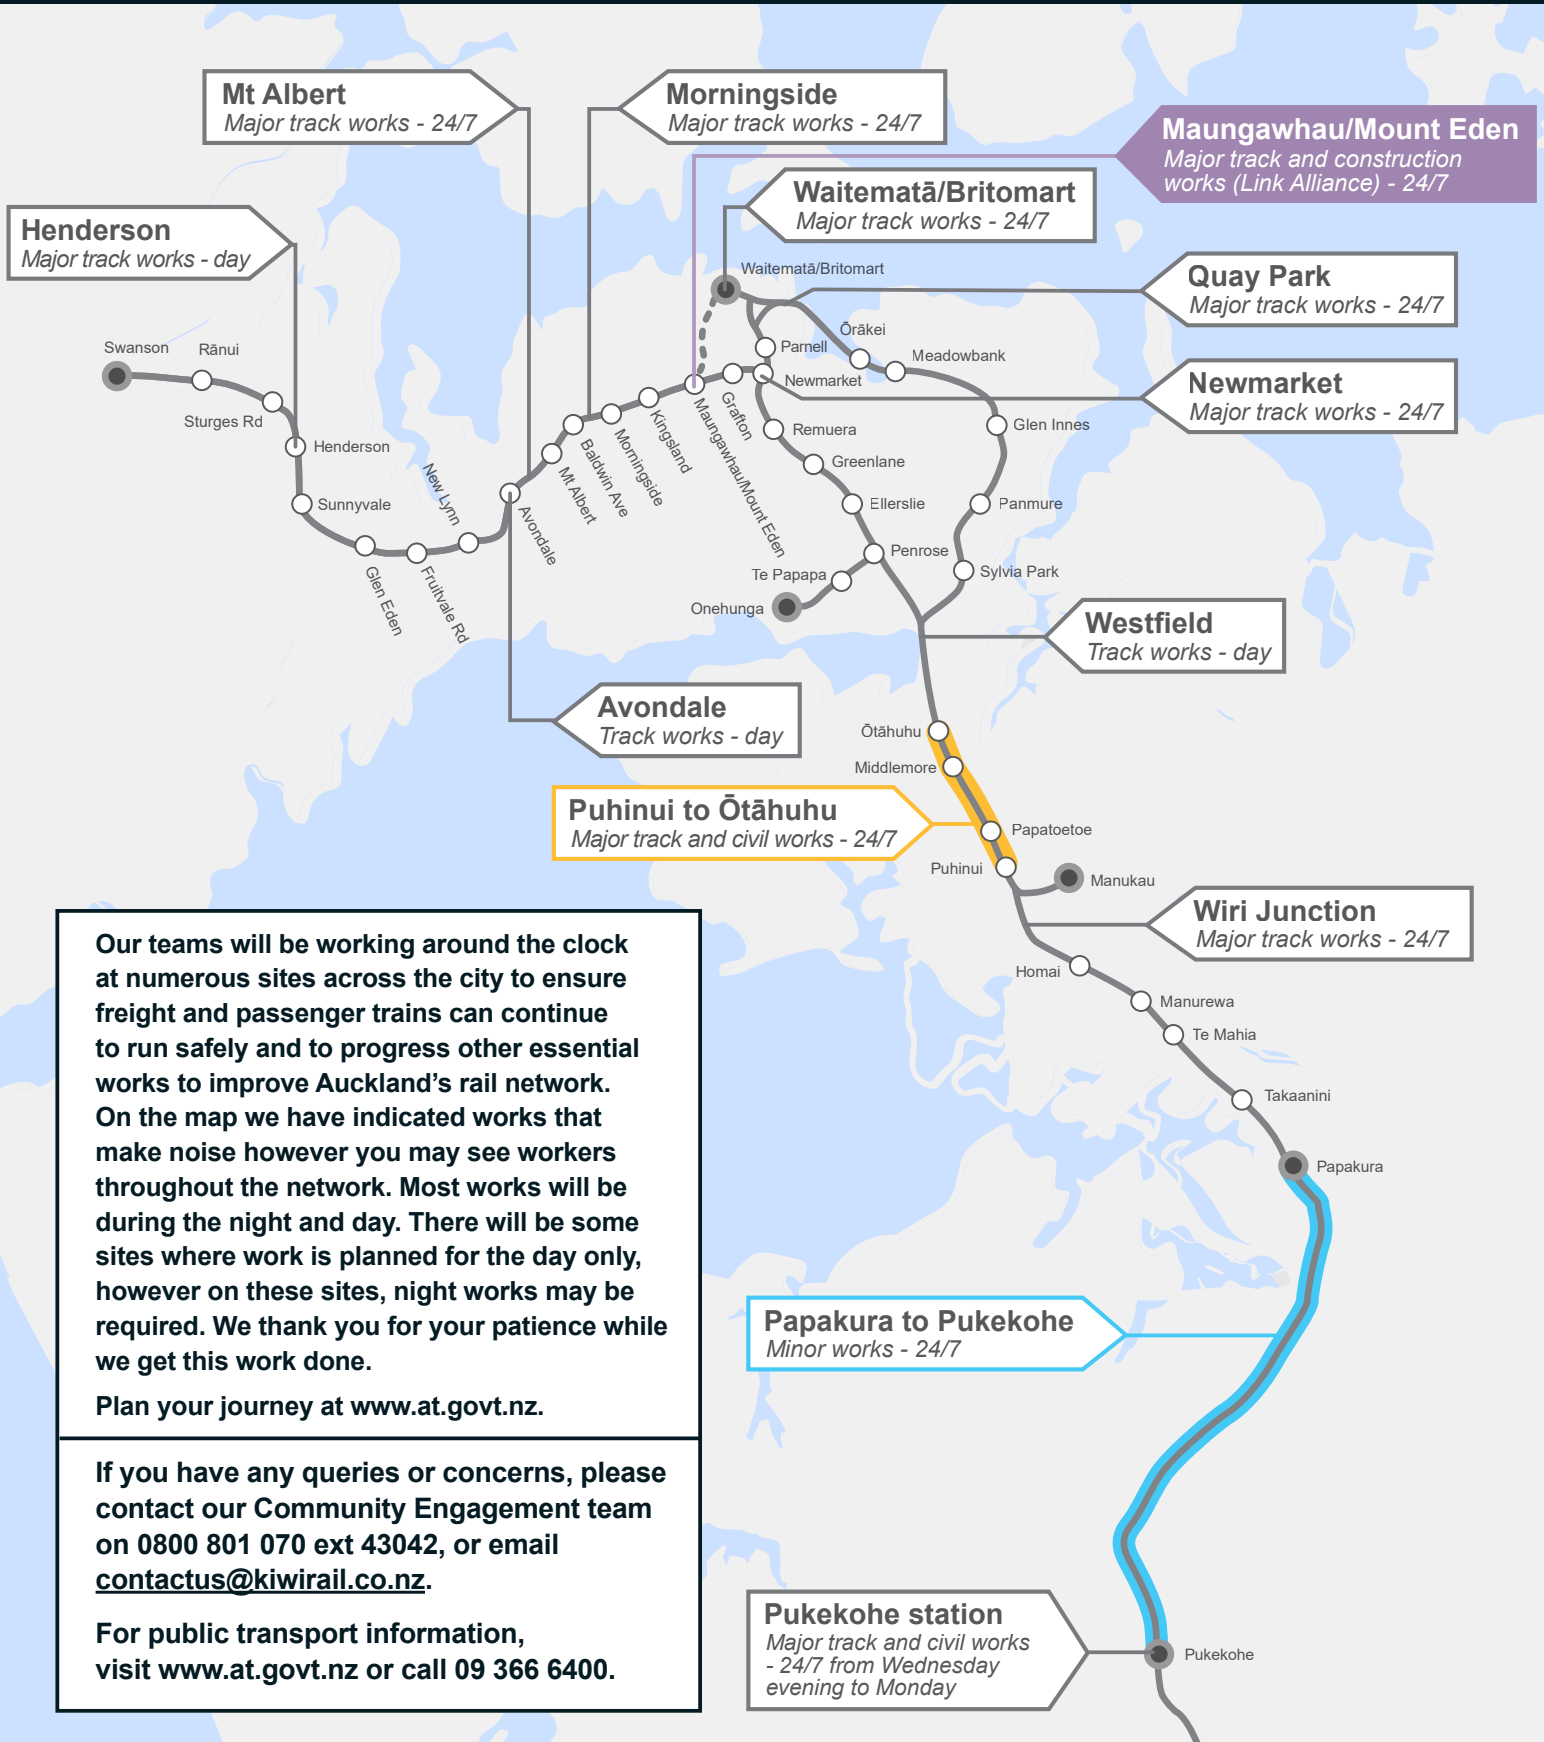 Mt Albert
Major track works - 24/7
Morningside
Major track works - 24/7
Maungawhau/Mount Eden
Major track and construction
works (Link Alliance) - 24/7
Waitematā/Britomart
Major track works - 24/7
Henderson
Major track works - day
Quay Park
Major track works - 24/7
Newmarket
Major track works - 24/7
Waitematā/Britomart
Swanson
Rānui
Sturges Rd
Henderson
Sunnyvale
Glen Eden
Fruitvale Rd
New Lynn
Avondale
Mt Albert
Baldwin Ave
Morningside
Kingsland
Maungawhau/Mount Eden
Grafton
Parnell
Newmarket
Ōrākei
Meadowbank
Glen Innes
Panmure
Sylvia Park
Remuera
Greenlane
Ellerslie
Penrose
Te Papapa
Onehunga
Westfield
Track works - day
Avondale
Track works - day
Ōtāhuhu
Middlemore
Puhinui to Ōtāhuhu
Major track and civil works - 24/7
Papatoetoe
Puhinui
Manukau
Wiri Junction
Major track works - 24/7
Homai
Manurewa
Te Mahia
Takaanini
Papakura
Our teams will be working around the clock
at numerous sites across the city to ensure
freight and passenger trains can continue
to run safely and to progress other essential
works to improve Auckland’s rail network.
On the map we have indicated works that
make noise however you may see workers
throughout the network. Most works will be
during the night and day. There will be some
sites where work is planned for the day only,
however on these sites, night works may be
required. We thank you for your patience while
we get this work done.
Plan your journey at www.at.govt.nz.
If you have any queries or concerns, please
contact our Community Engagement team
on 0800 801 070 ext 43042, or email
contactus@kiwirail.co.nz.
For public transport information,
visit www.at.govt.nz or call 09 366 6400.
Papakura to Pukekohe
Minor works - 24/7
Pukekohe station
Major track and civil works
- 24/7 from Wednesday
evening to Monday
Pukekohe